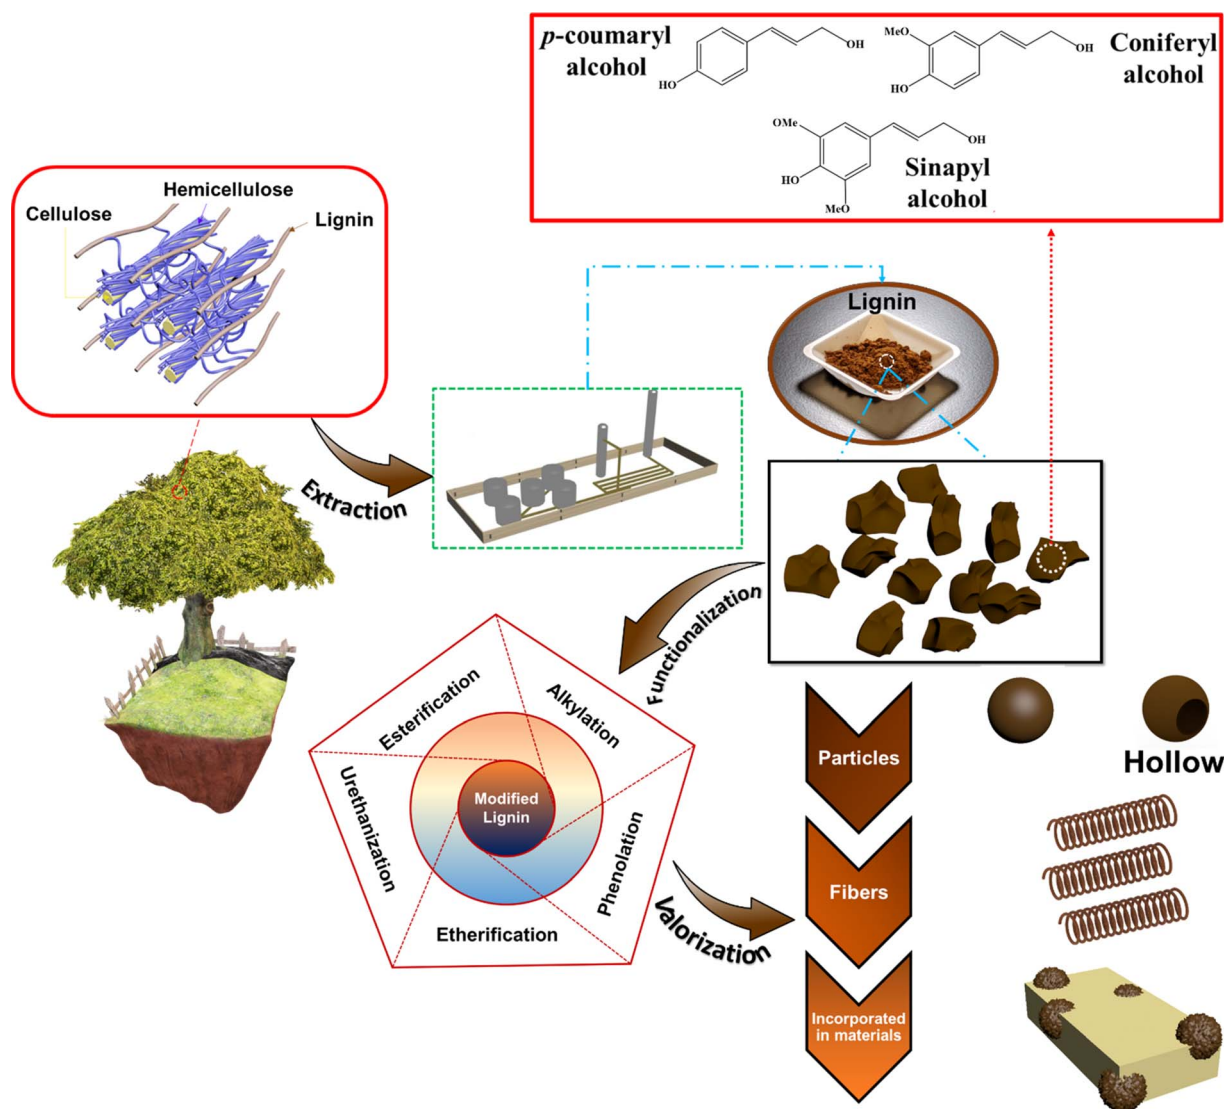 p-coumaryl
alcohol
OH
HO
MeO
OH
HO
Coniferyl
alcohol
OMe
OH
HO
MeO
Sinapyl
alcohol
Hemicellulose
Cellulose
Lignin
Lignin
Extraction
Functionalization
Esterification
Alkylation
Urethanization
Modified
Lignin
Phenolation
Etherification
Valorization
Particles
Hollow
Fibers
Incorporated
in materials